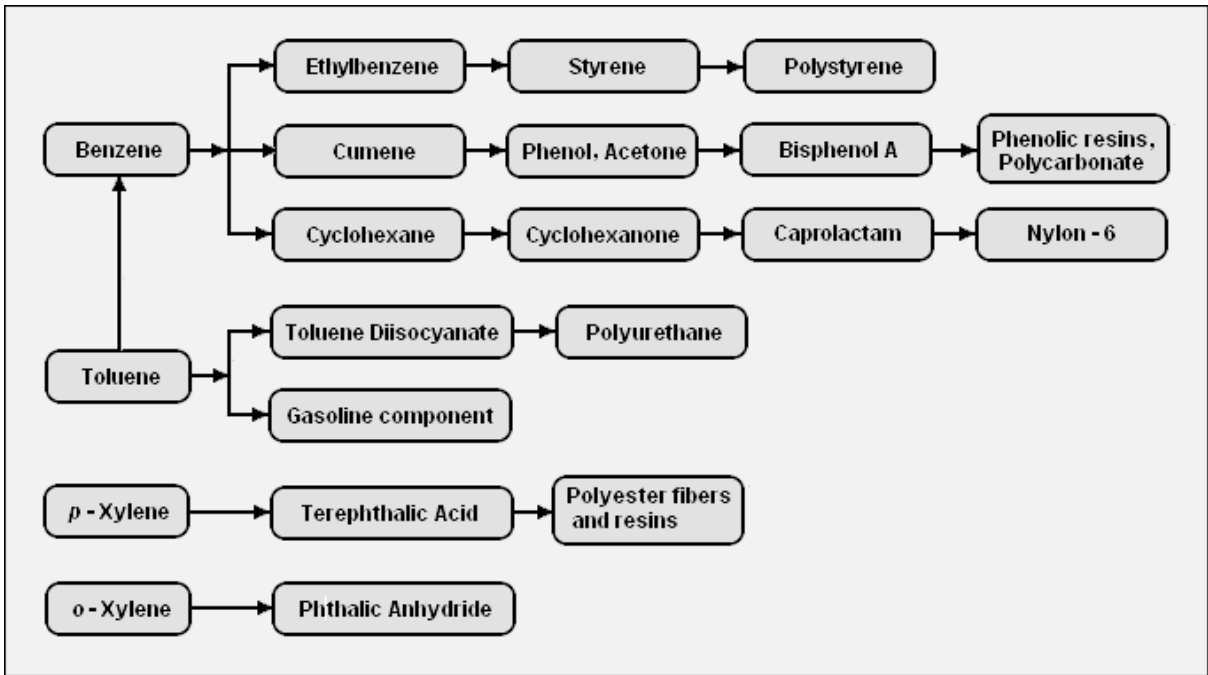 Ethylbenzene
Styrene
Polystyrene
Benzene
Cumene
Phenol, Acetone
Bisphenol A
Phenolic resins,
Polycarbonate
Cyclohexane
Cyclohexanone
Caprolactam
Nylon - 6
Toluene Diisocyanate
Polyurethane
Toluene
Gasoline component
p - Xylene
Terephthalic Acid
Polyester fibers
and resins
o - Xylene
Phthalic Anhydride